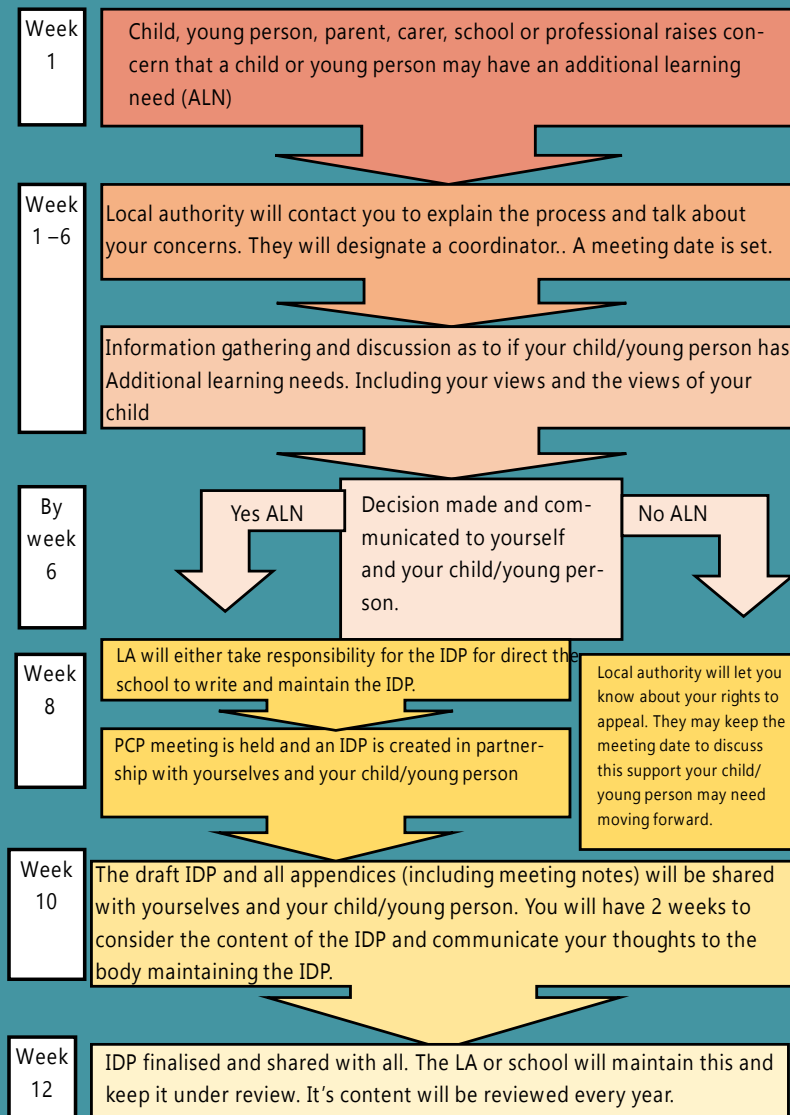 Week
1
Child, young person, parent, carer, school or professional raises con-
cern that a child or young person may have an additional learning
need (ALN)
Week
1 –6
Local authority will contact you to explain the process and talk about
your concerns. They will designate a coordinator.. A meeting date is set.
Information gathering and discussion as to if your child/young person has
Additional learning needs. Including your views and the views of your
child
By
week
6
Yes ALN
Decision made and com-
municated to yourself
and your child/young per-
son.
No ALN
Week
8
LA will either take responsibility for the IDP for direct the
school to write and maintain the IDP.
PCP meeting is held and an IDP is created in partner-
ship with yourselves and your child/young person
Local authority will let you
know about your rights to
appeal. They may keep the
meeting date to discuss
this support your child/
young person may need
moving forward.
Week
10
The draft IDP and all appendices (including meeting notes) will be shared
with yourselves and your child/young person. You will have 2 weeks to
consider the content of the IDP and communicate your thoughts to the
body maintaining the IDP.
Week
12
IDP finalised and shared with all. The LA or school will maintain this and
keep it under review. It’s content will be reviewed every year.